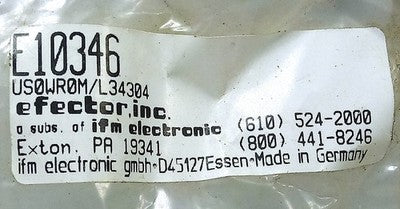 E10346
US0WR0M/L34304
efector,inc.
a subs. of ifm electronic (610) 524-2000
Exton. PA 19341 (800) 441-8246
ifm electronic gmbh•D45127Essen•Made in Germany